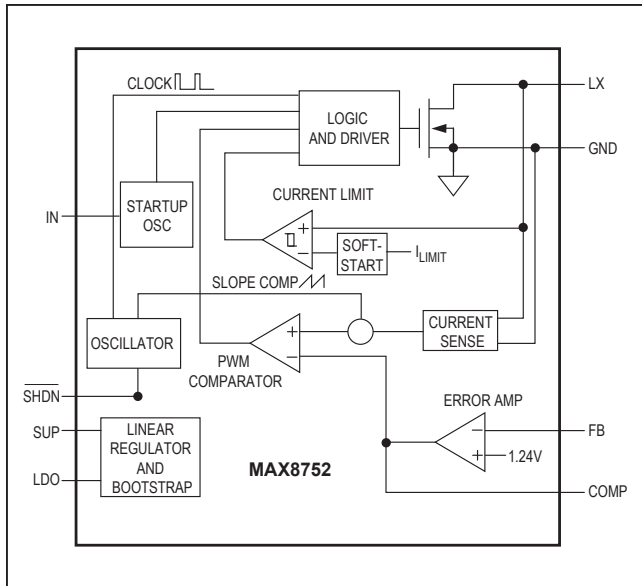 CLOCK
LOGIC
AND DRIVER
LX
GND
CURRENT LIMIT
IN
STARTUP
OSC
+
−
SOFT-
START
ILIMIT
SLOPE COMP
OSCILLATOR
+
−
PWM
COMPARATOR
CURRENT
SENSE
SHDN
SUP
LDO
LINEAR
REGULATOR
AND
BOOTSTRAP
MAX8752
ERROR AMP
−
+
1.24V
FB
COMP